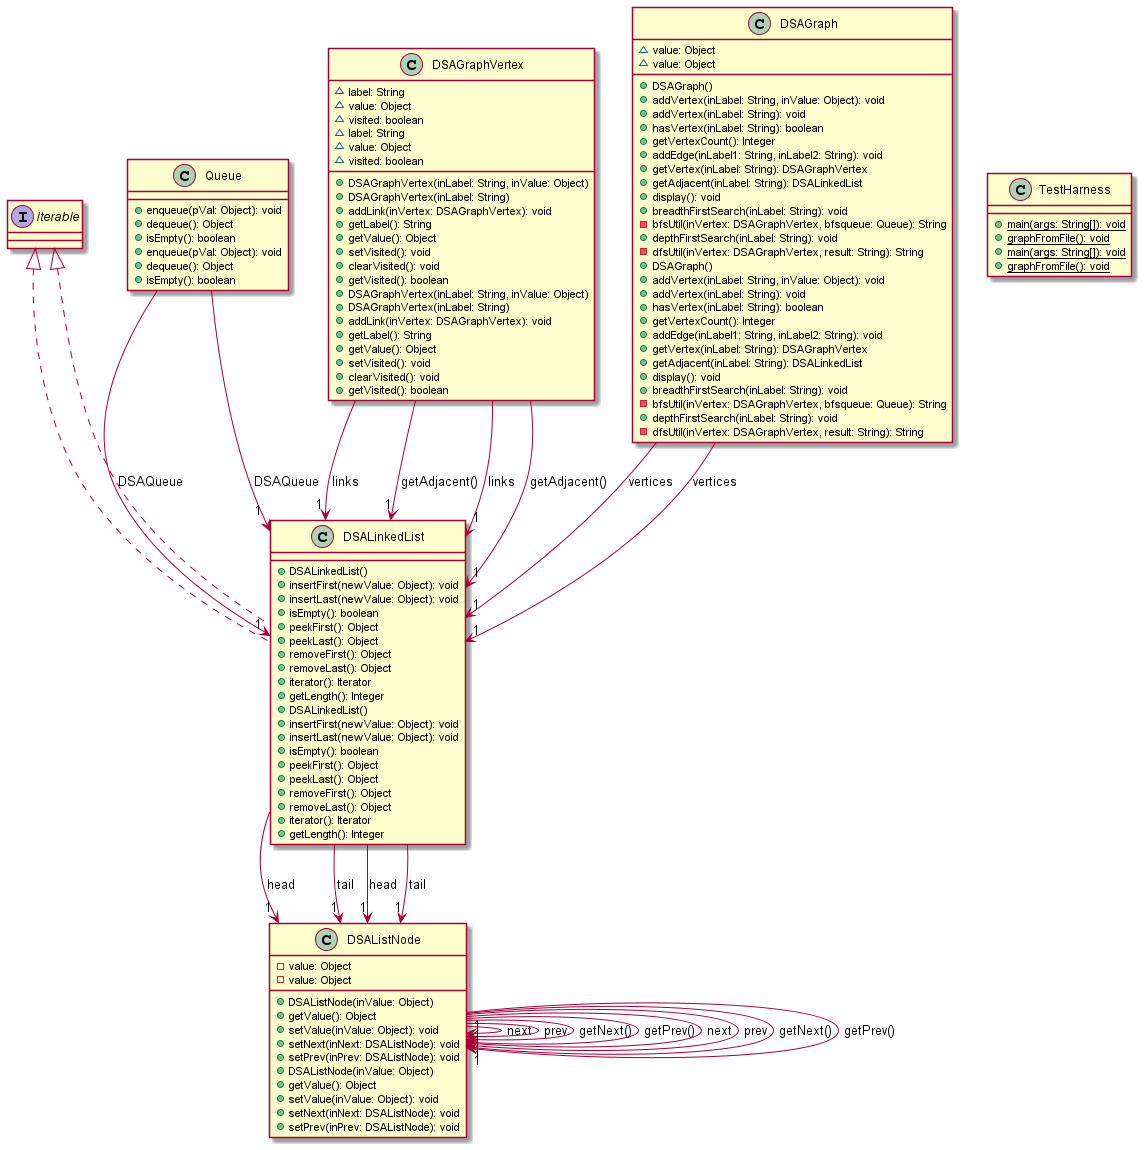 I Iterable
C Queue
enqueue(pVal: Object): void
dequeue(): Object
isEmpty(): boolean
enqueue(pVal: Object): void
dequeue(): Object
isEmpty(): boolean
C DSAGraphVertex
label: String
value: Object
visited: boolean
label: String
value: Object
visited: boolean
DSAGraphVertex(inLabel: String, inValue: Object)
DSAGraphVertex(inLabel: String)
addLink(inVertex: DSAGraphVertex): void
getLabel(): String
getValue(): Object
setVisited(): void
clearVisited(): void
getVisited(): boolean
DSAGraphVertex(inLabel: String, inValue: Object)
DSAGraphVertex(inLabel: String)
addLink(inVertex: DSAGraphVertex): void
getLabel(): String
getValue(): Object
setVisited(): void
clearVisited(): void
getVisited(): boolean
C DSAGraph
value: Object
value: Object
DSAGraph()
addVertex(inLabel: String, inValue: Object): void
addVertex(inLabel: String): void
hasVertex(inLabel: String): boolean
getVertexCount(): Integer
addEdge(inLabel1: String, inLabel2: String): void
getVertex(inLabel: String): DSAGraphVertex
getAdjacent(inLabel: String): DSALinkedList
display(): void
breadthFirstSearch(inLabel: String): void
bfsUtil(inVertex: DSAGraphVertex, bfsqueue: Queue): String
depthFirstSearch(inLabel: String): void
dfsUtil(inVertex: DSAGraphVertex, result: String): String
DSAGraph()
addVertex(inLabel: String, inValue: Object): void
addVertex(inLabel: String): void
hasVertex(inLabel: String): boolean
getVertexCount(): Integer
addEdge(inLabel1: String, inLabel2: String): void
getVertex(inLabel: String): DSAGraphVertex
getAdjacent(inLabel: String): DSALinkedList
display(): void
breadthFirstSearch(inLabel: String): void
bfsUtil(inVertex: DSAGraphVertex, bfsqueue: Queue): String
depthFirstSearch(inLabel: String): void
dfsUtil(inVertex: DSAGraphVertex, result: String): String
C TestHarness
main(args: String[]): void
graphFromFile(): void
main(args: String[]): void
graphFromFile(): void
DSAQueue
DSAQueue
links
getAdjacent()
links
getAdjacent()
vertices
vertices
1
1
1
1
1
1
1
1
C DSALinkedList
DSALinkedList()
insertFirst(newValue: Object): void
insertLast(newValue: Object): void
isEmpty(): boolean
peekFirst(): Object
peekLast(): Object
removeFirst(): Object
removeLast(): Object
iterator(): Iterator
getLength(): Integer
DSALinkedList()
insertFirst(newValue: Object): void
insertLast(newValue: Object): void
isEmpty(): boolean
peekFirst(): Object
peekLast(): Object
removeFirst(): Object
removeLast(): Object
iterator(): Iterator
getLength(): Integer
head
tail
head
tail
1
1
1
1
C DSAListNode
value: Object
value: Object
DSAListNode(inValue: Object)
getValue(): Object
setValue(inValue: Object): void
setNext(inNext: DSAListNode): void
setPrev(inPrev: DSAListNode): void
DSAListNode(inValue: Object)
getValue(): Object
setValue(inValue: Object): void
setNext(inNext: DSAListNode): void
setPrev(inPrev: DSAListNode): void
next
prev
getNext()
getPrev()
next
prev
getNext()
getPrev()
1
1